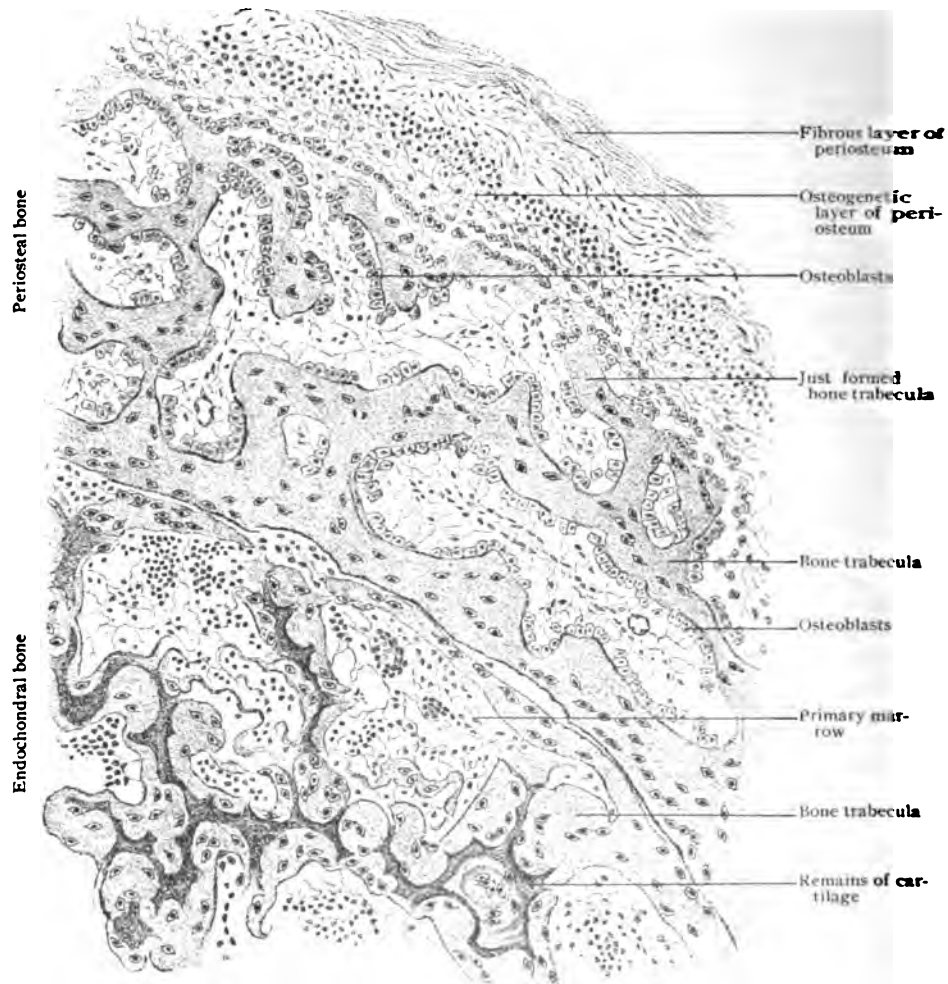 Periosteal bone
Endochondral bone
Fibrous layer of
periosteum
Osteogenetic
layer of peri-
osteum
Osteoblasts
Just formed
bone trabecula
Bone trabecula
Osteoblasts
Primary mar-
row
Bone trabecula
Remains of car-
tilage